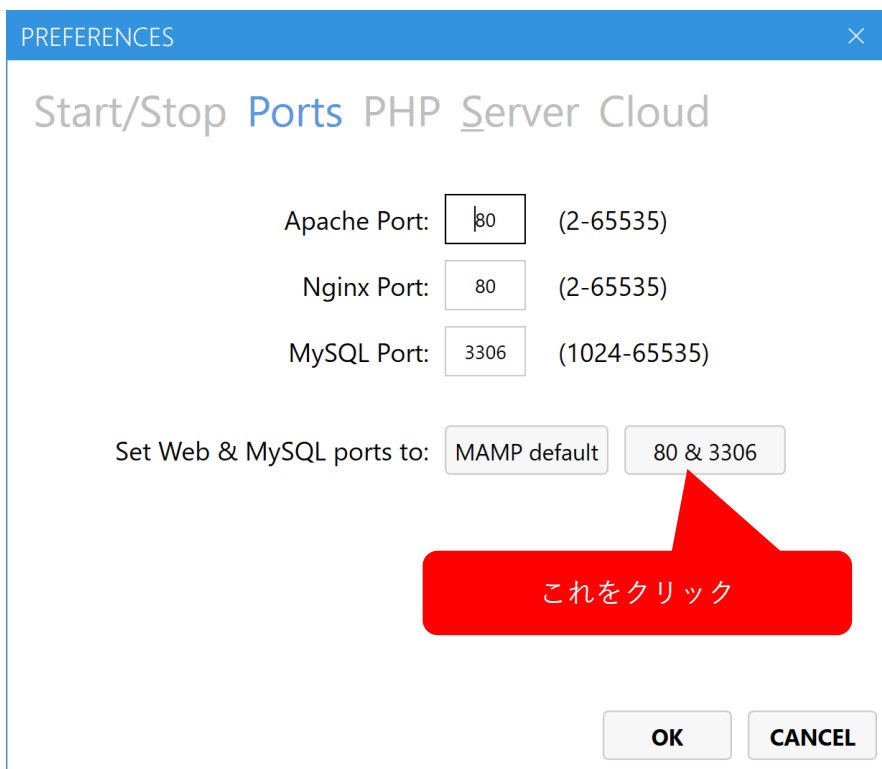 PREFERENCES
Start/Stop Ports PHP Server Cloud
Apache Port: 80 (2-65535)
Nginx Port: 80 (2-65535)
MySQL Port: 3306 (1024-65535)
Set Web & MySQL ports to: MAMP default 80 & 3306
これをクリック
OK CANCEL